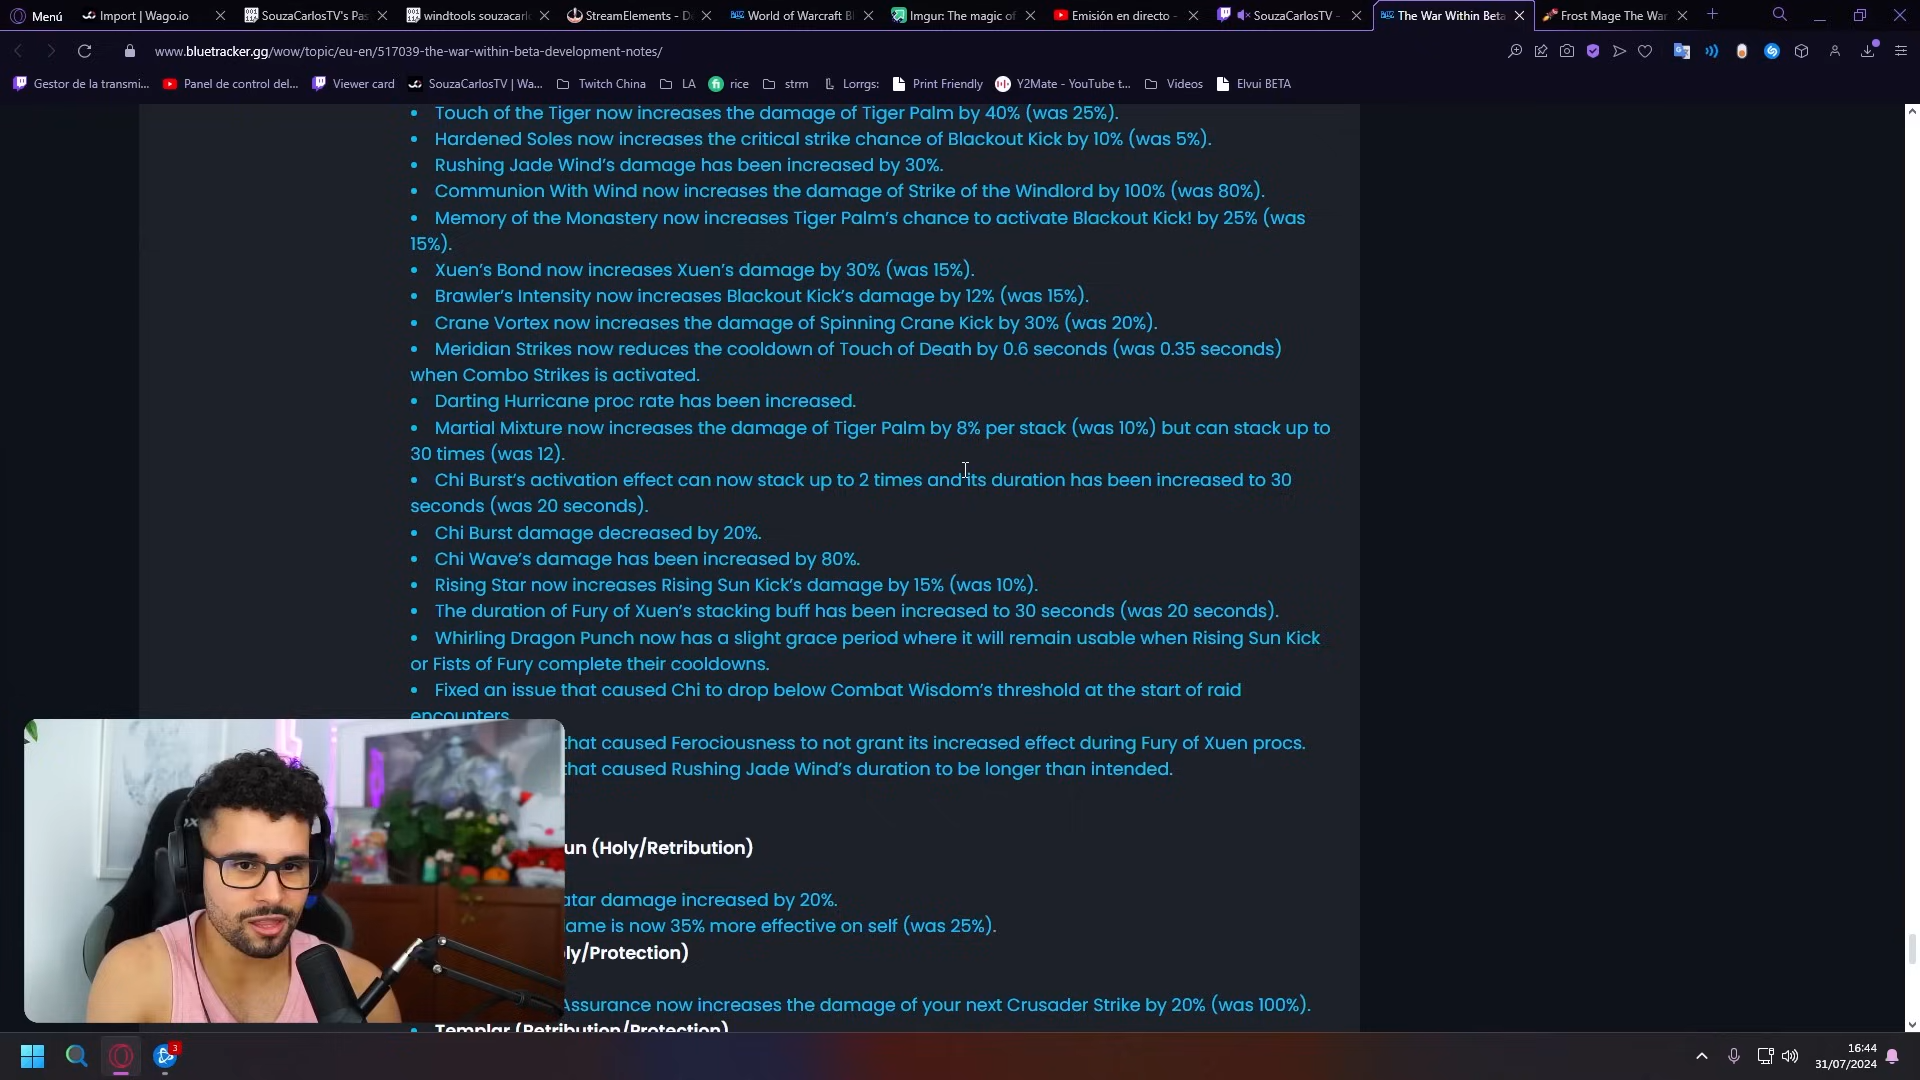 Menú
Import | Wago.io
SouzaCarlosTV's Pas
windtools souzacarl
StreamElements - D
World of Warcraft B
Imgur: The magic of
Emisión en directo -
SouzaCarlosTV -
The War Within Beta
Frost Mage The War
www.bluetracker.gg/wow/topic/eu-en/517039-the-war-within-beta-development-notes/
Gestor de la transmi...
Panel de control del...
Viewer card
SouzaCarlosTV | Wa...
Twitch China
LA
rice
strm
Lorrgs:
Print Friendly
Y2Mate - YouTube t...
Videos
Elvui BETA
• Touch of the Tiger now increases the damage of Tiger Palm by 40% (was 25%).
• Hardened Soles now increases the critical strike chance of Blackout Kick by 10% (was 5%).
• Rushing Jade Wind’s damage has been increased by 30%.
• Communion With Wind now increases the damage of Strike of the Windlord by 100% (was 80%).
• Memory of the Monastery now increases Tiger Palm’s chance to activate Blackout Kick! by 25% (was
15%).
• Xuen’s Bond now increases Xuen’s damage by 30% (was 15%).
• Brawler’s Intensity now increases Blackout Kick’s damage by 12% (was 15%).
• Crane Vortex now increases the damage of Spinning Crane Kick by 30% (was 20%).
• Meridian Strikes now reduces the cooldown of Touch of Death by 0.6 seconds (was 0.35 seconds)
when Combo Strikes is activated.
• Darting Hurricane proc rate has been increased.
• Martial Mixture now increases the damage of Tiger Palm by 8% per stack (was 10%) but can stack up to
30 times (was 12).
• Chi Burst’s activation effect can now stack up to 2 times and its duration has been increased to 30
seconds (was 20 seconds).
• Chi Burst damage decreased by 20%.
• Chi Wave’s damage has been increased by 80%.
• Rising Star now increases Rising Sun Kick’s damage by 15% (was 10%).
• The duration of Fury of Xuen’s stacking buff has been increased to 30 seconds (was 20 seconds).
• Whirling Dragon Punch now has a slight grace period where it will remain usable when Rising Sun Kick
or Fists of Fury complete their cooldowns.
• Fixed an issue that caused Chi to drop below Combat Wisdom’s threshold at the start of raid
encounters.
that caused Ferociousness to not grant its increased effect during Fury of Xuen procs.
that caused Rushing Jade Wind’s duration to be longer than intended.
un (Holy/Retribution)
atar damage increased by 20%.
lame is now 35% more effective on self (was 25%).
ly/Protection)
Assurance now increases the damage of your next Crusader Strike by 20% (was 100%).
• Templar (Retribution/Protection)
3
16:44
31/07/2024